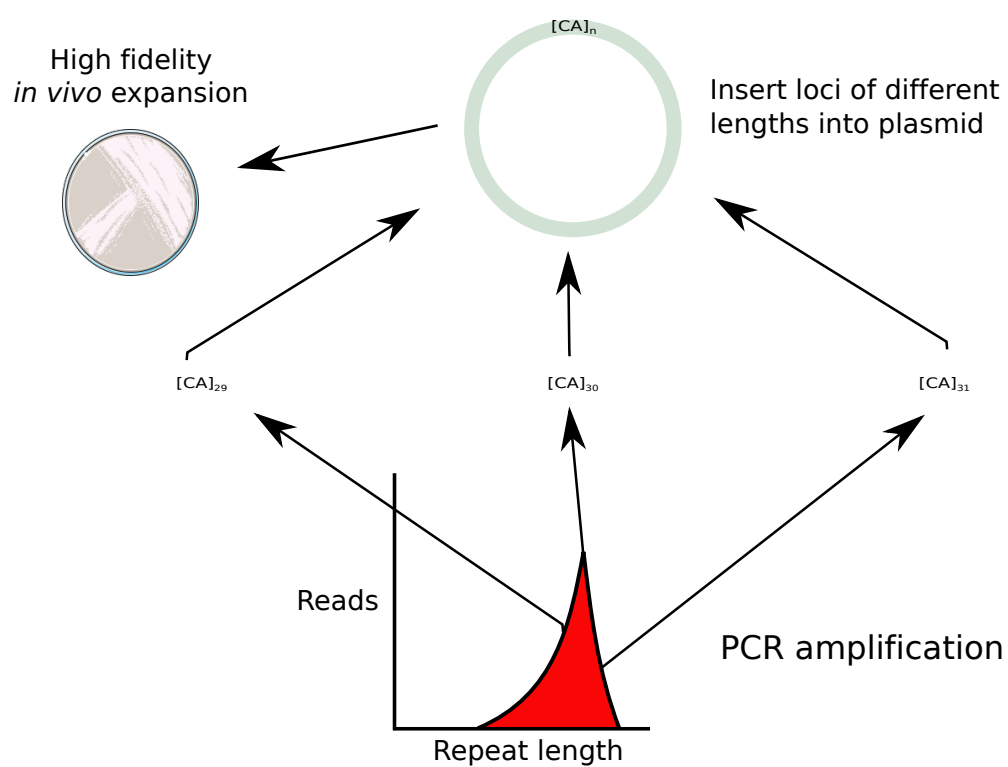 [CA]ₙ
High fidelity
in vivo expansion
Insert loci of different
lengths into plasmid
[CA]₂₉
[CA]₃₀
[CA]₃₁
Reads
PCR amplification
Repeat length